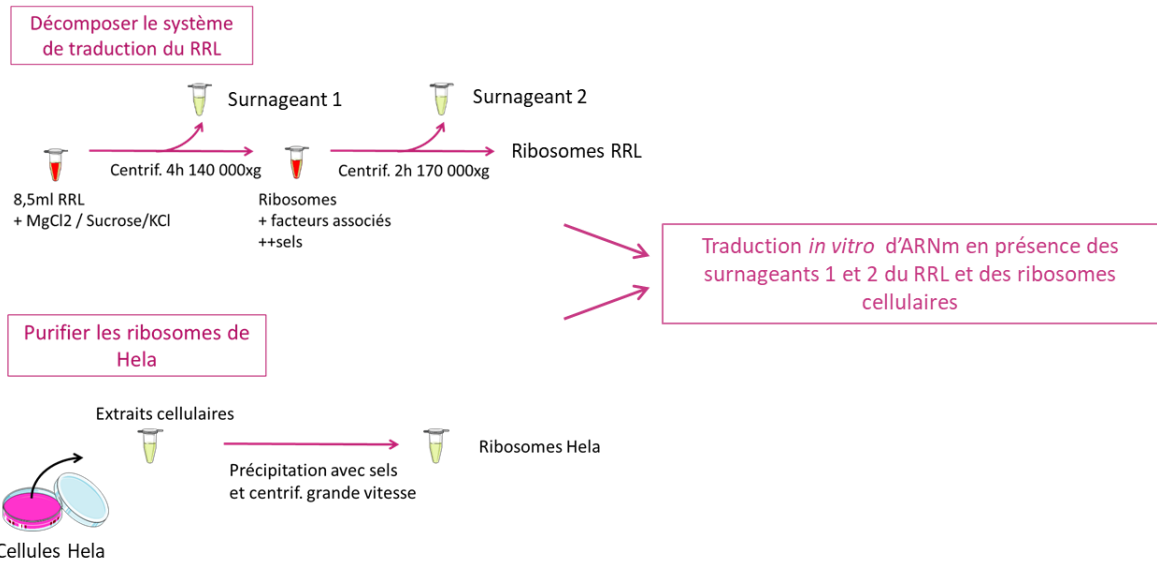 Décomposer le système
de traduction du RRL
Surnageant 1
Surnageant 2
Centrif. 4h 140 000xg
Centrif. 2h 170 000xg
Ribosomes RRL
8,5ml RRL
+ MgCl2 / Sucrose/KCl
Ribosomes
+ facteurs associés
++sels
Traduction in vitro d’ARNm en présence des
surnageants 1 et 2 du RRL et des ribosomes
cellulaires
Purifier les ribosomes de
Hela
Extraits cellulaires
Précipitation avec sels
et centrif. grande vitesse
Ribosomes Hela
Cellules Hela